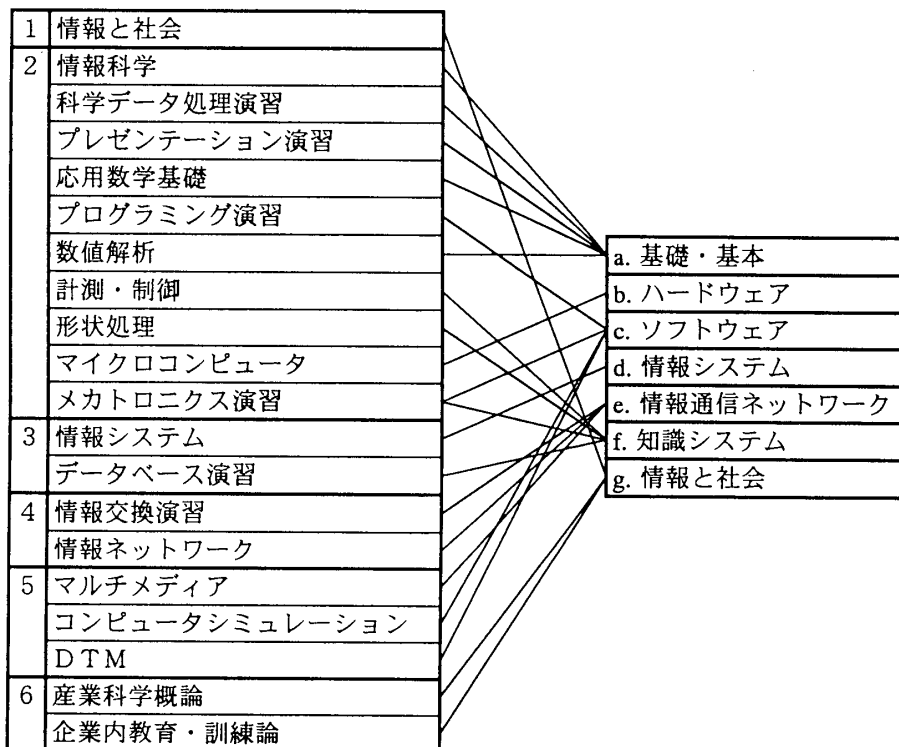 1 情報と社会
2 情報科学
科学データ処理演習
プレゼンテーション演習
応用数学基礎
プログラミング演習
数値解析
計測・制御
形状処理
マイクロコンピュータ
メカトロニクス演習
3 情報システム
データベース演習
4 情報交換演習
情報ネットワーク
5 マルチメディア
コンピュータシミュレーション
DTM
6 産業科学概論
企業内教育・訓練論
a. 基礎・基本
b. ハードウェア
c. ソフトウェア
d. 情報システム
e. 情報通信ネットワーク
f. 知識システム
g. 情報と社会